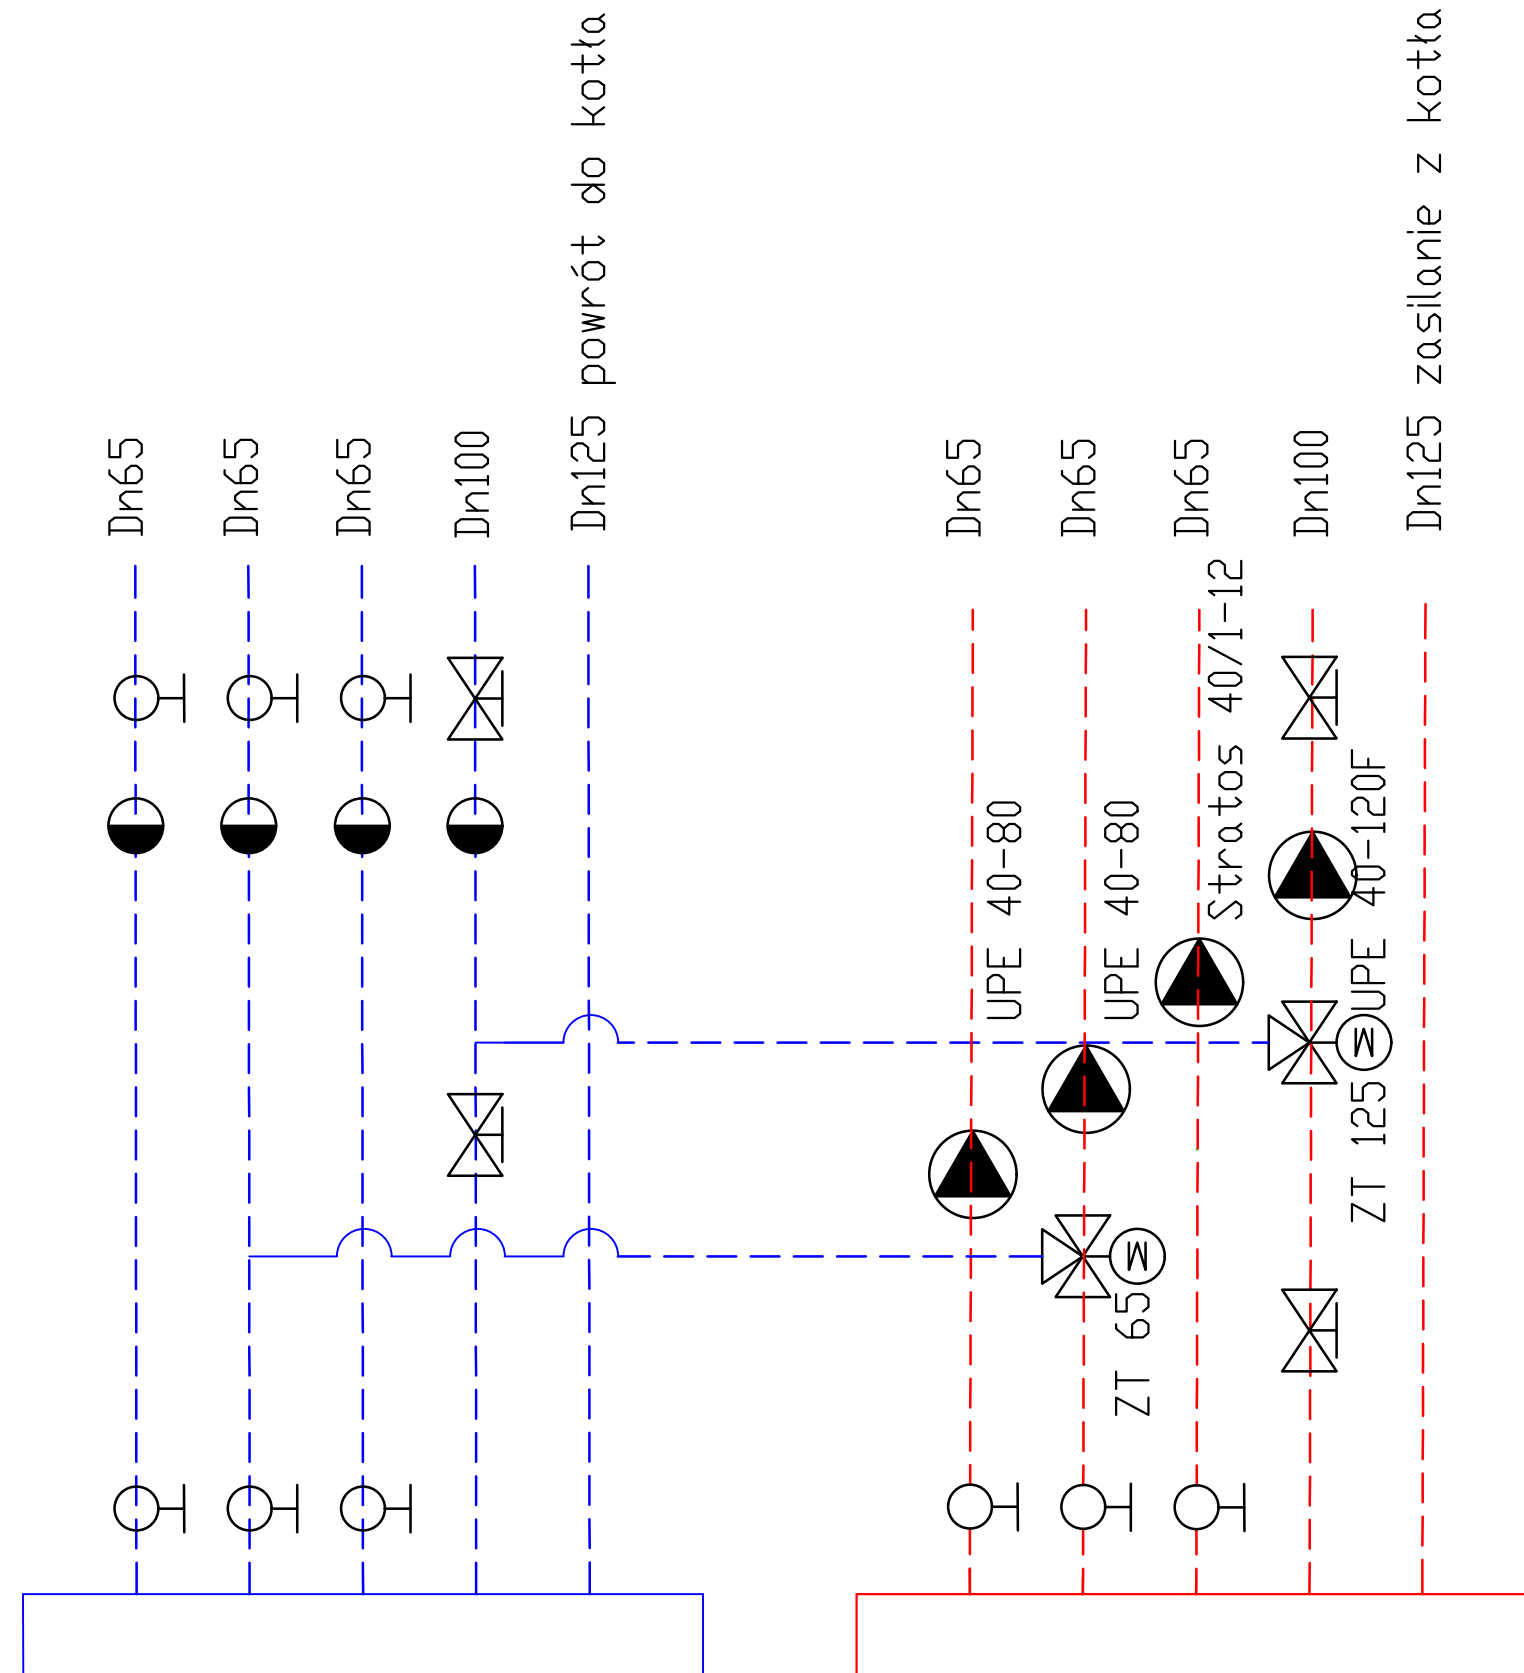 Dn65
Dn65
Dn65
Dn100
Dn125 powrót do kotła
Dn65
UPE 40-80
Dn65
UPE 40-80
M
ZT 65
Dn65
Stratos 40/1-12
Dn100
UPE 40-120F
M
ZT 125
Dn125 zasilanie z kotła